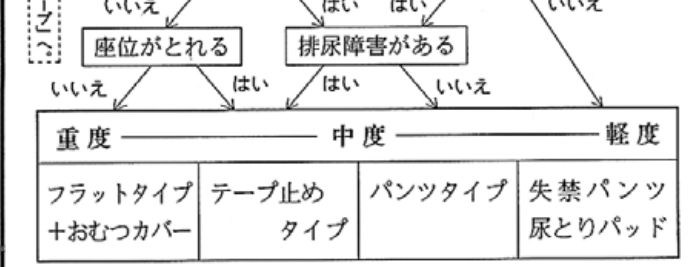 ープ」へ。
いいえ
はい
はい
いいえ
座位がとれる
排尿障害がある
いいえ
はい
はい
いいえ
重度
中度
軽度
フラットタイプ
+おむつカバー
テープ止め
タイプ
パンツタイプ
失禁パンツ
尿とりパッド